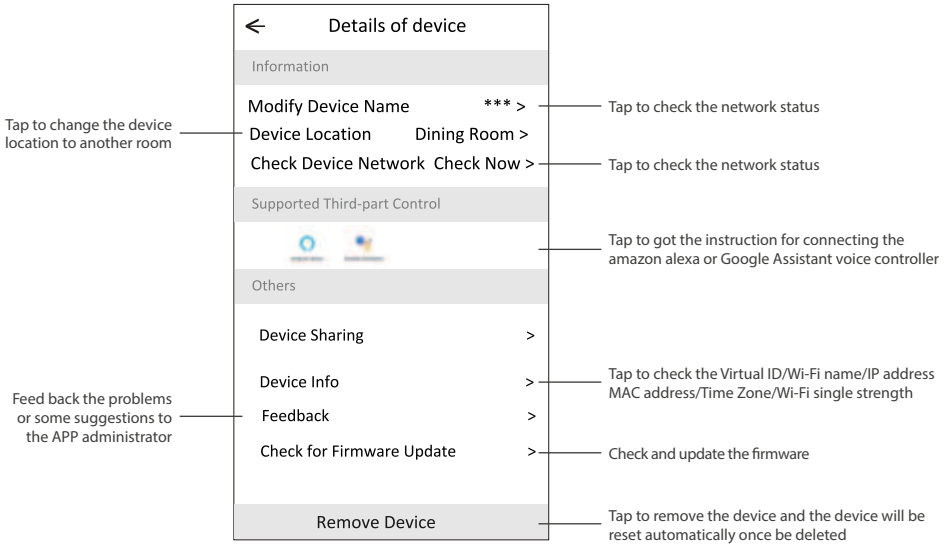 ← Details of device
Information
Modify Device Name *** >
Tap to check the network status
Tap to change the device
location to another room
Device Location Dining Room >
Check Device Network Check Now >
Tap to check the network status
Supported Third-part Control
Tap to got the instruction for connecting the
amazon alexa or Google Assistant voice controller
Others
Device Sharing >
Device Info >
Tap to check the Virtual ID/Wi-Fi name/IP address
MAC address/Time Zone/Wi-Fi single strength
Feed back the problems
or some suggestions to
the APP administrator
Feedback >
Check for Firmware Update >
Check and update the firmware
Remove Device
Tap to remove the device and the device will be
reset automatically once be deleted